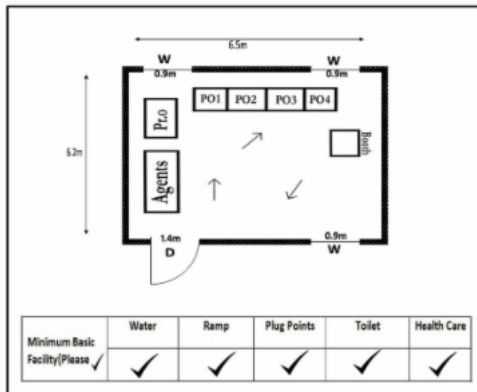 6.5m
W
W
0.9m
0.9m
PO1 PO2 PO3 PO4
Pr.o
6.2m
Booth
Agents
1.4m
0.9m
D
W
Water Ramp Plug Points Toilet Health Care
Minimum Basic
Facility(Please ✓ ✓ ✓ ✓ ✓ ✓